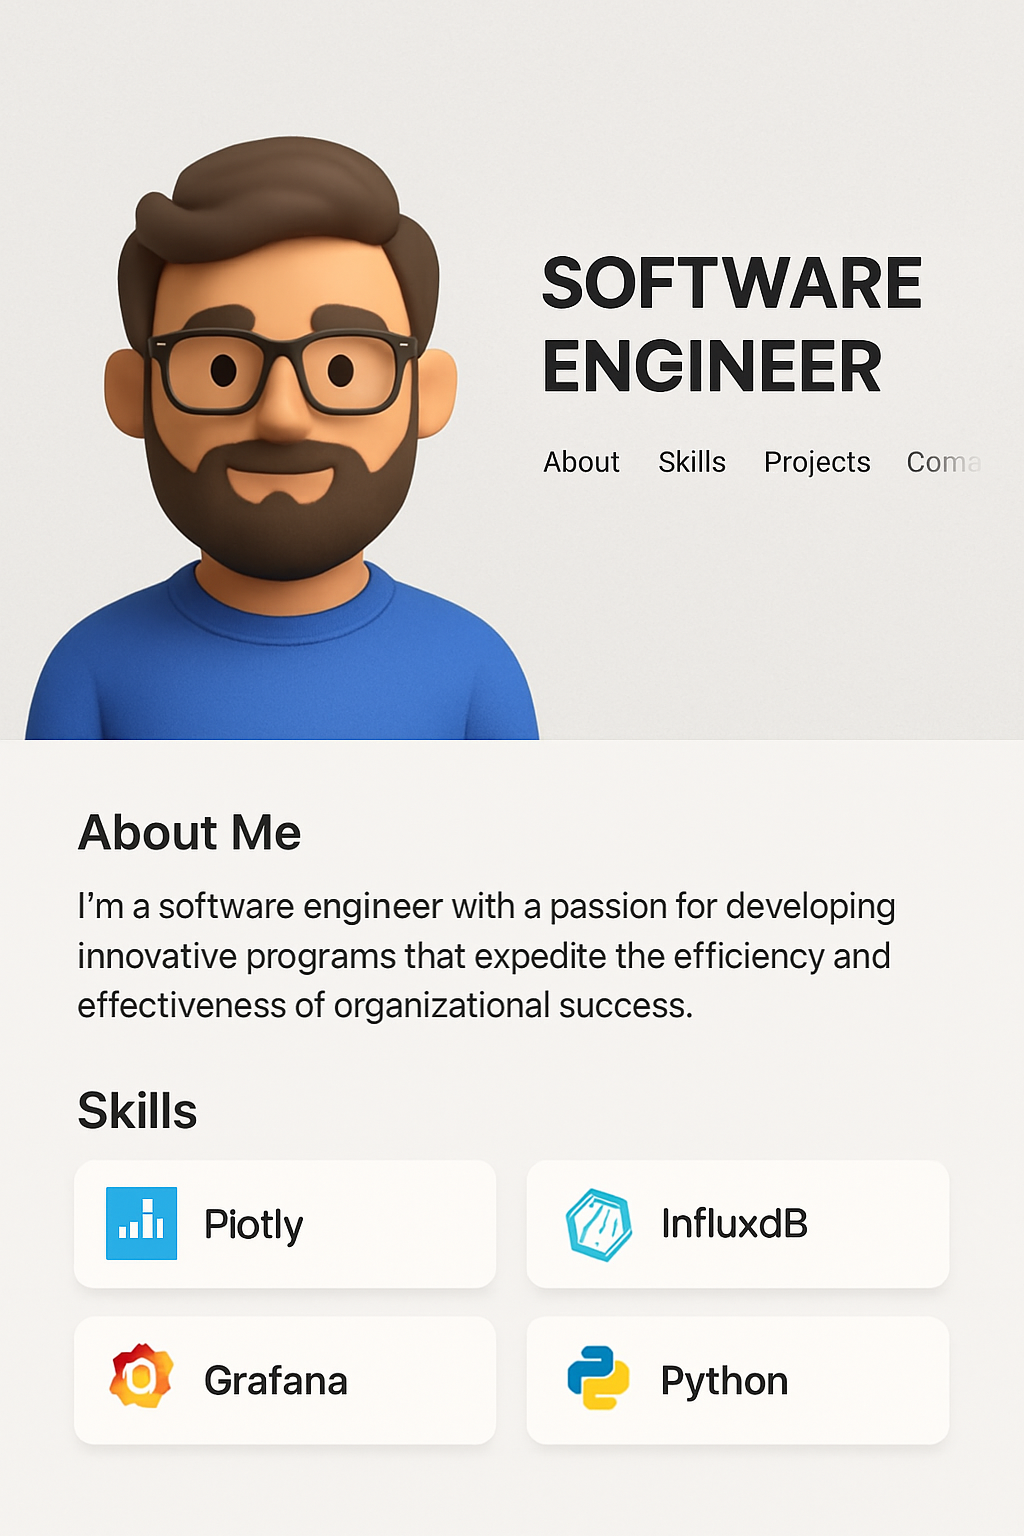 SOFTWARE
ENGINEER
About Skills Projects Coma
About Me
I’m a software engineer with a passion for developing
innovative programs that expedite the efficiency and
effectiveness of organizational success.
Skills
Piotly
InfluxdB
Grafana
Python